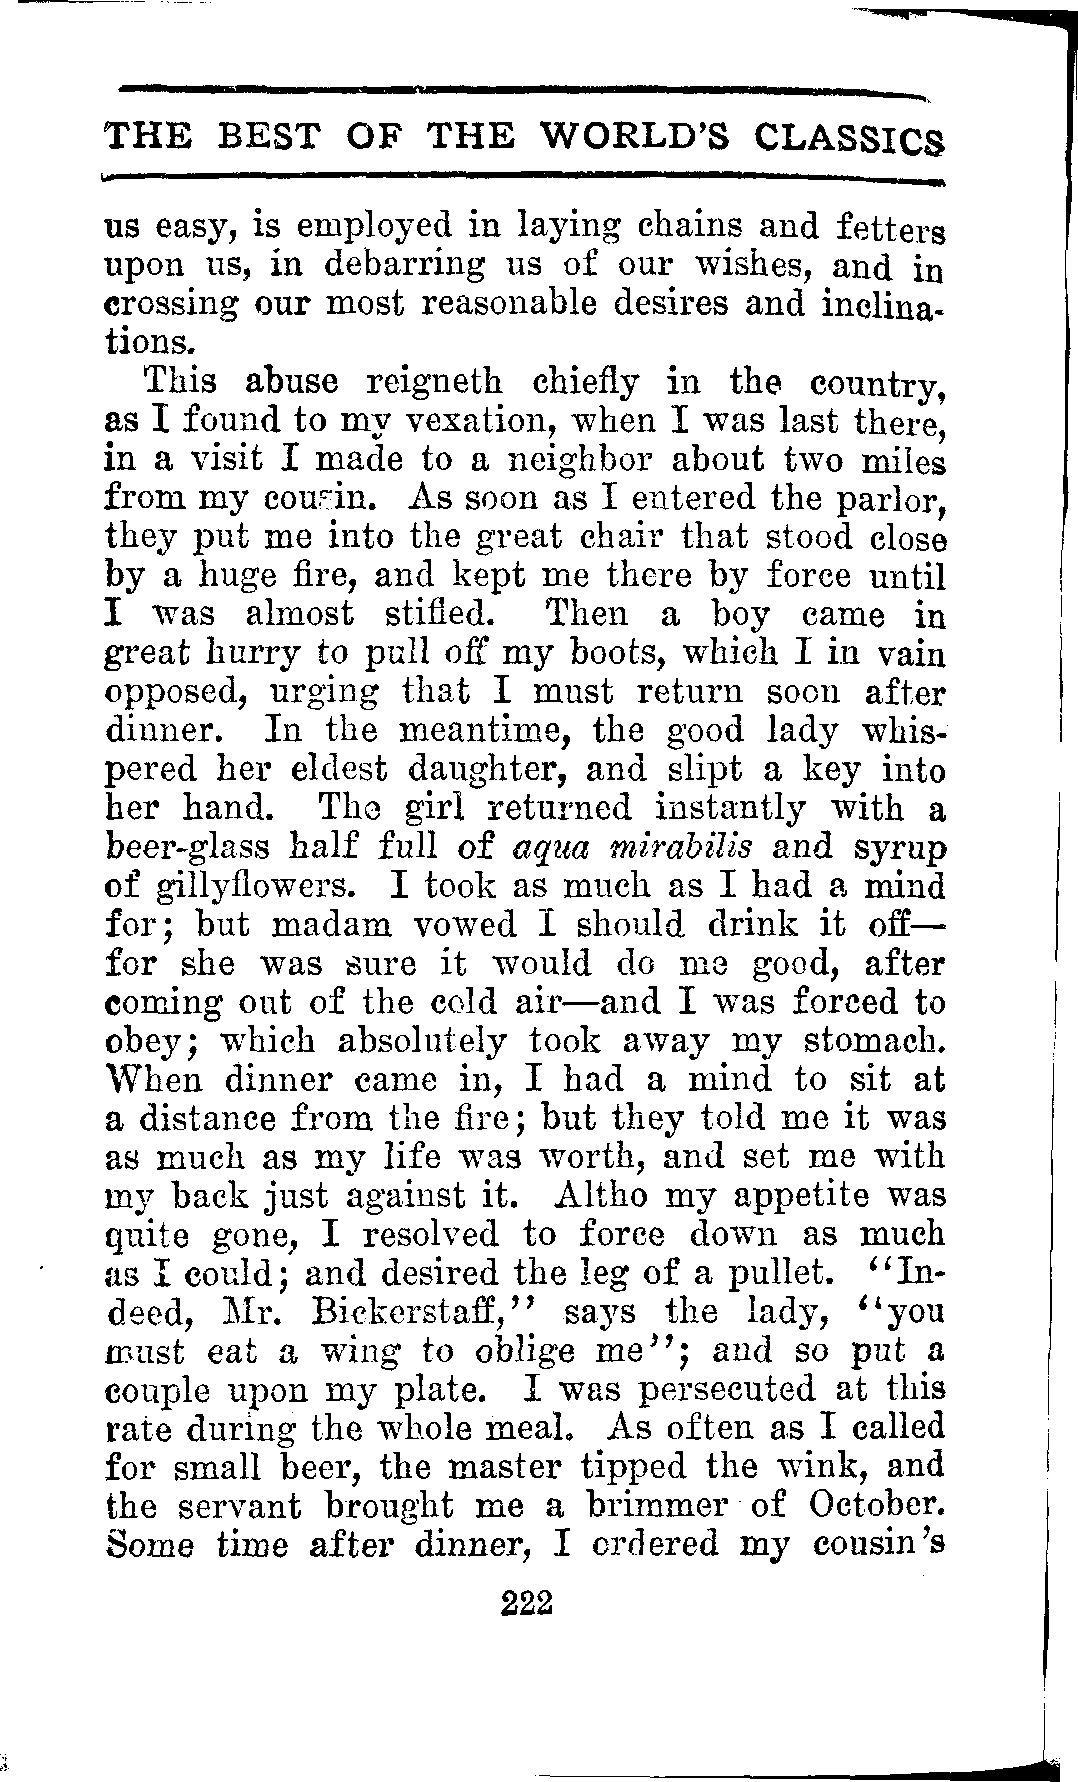 THE BEST OF THE WORLD'S CLASSICS
us easy, is employed in laying chains and fetters
upon us, in debarring us of our wishes, and in
crossing our most reasonable desires and inclina-
tions.
This abuse reigneth chiefly in the country,
as I found to my vexation, when I was last there,
in a visit I made to a neighbor about two miles
from my cousin. As soon as I entered the parlor,
they put me into the great chair that stood close
by a huge fire, and kept me there by force until
I was almost stifled. Then a boy came in
great hurry to pull off my boots, which I in vain
opposed, urging that I must return soon after
dinner. In the meantime, the good lady whis-
pered her eldest daughter, and slipt a key into
her hand. The girl returned instantly with a
beer-glass half full of aqua mirabilis and syrup
of gillyflowers. I took as much as I had a mind
for; but madam vowed I should drink it off—
for she was sure it would do me good, after
coming out of the cold air—and I was forced to
obey; which absolutely took away my stomach.
When dinner came in, I had a mind to sit at
a distance from the fire; but they told me it was
as much as my life was worth, and set me with
my back just against it. Altho my appetite was
quite gone, I resolved to force down as much
as I could; and desired the leg of a pullet. "In-
deed, Mr. Bickerstaff," says the lady, "you
must eat a wing to oblige me"; and so put a
couple upon my plate. I was persecuted at this
rate during the whole meal. As often as I called
for small beer, the master tipped the wink, and
the servant brought me a brimmer of October.
Some time after dinner, I ordered my cousin's
222